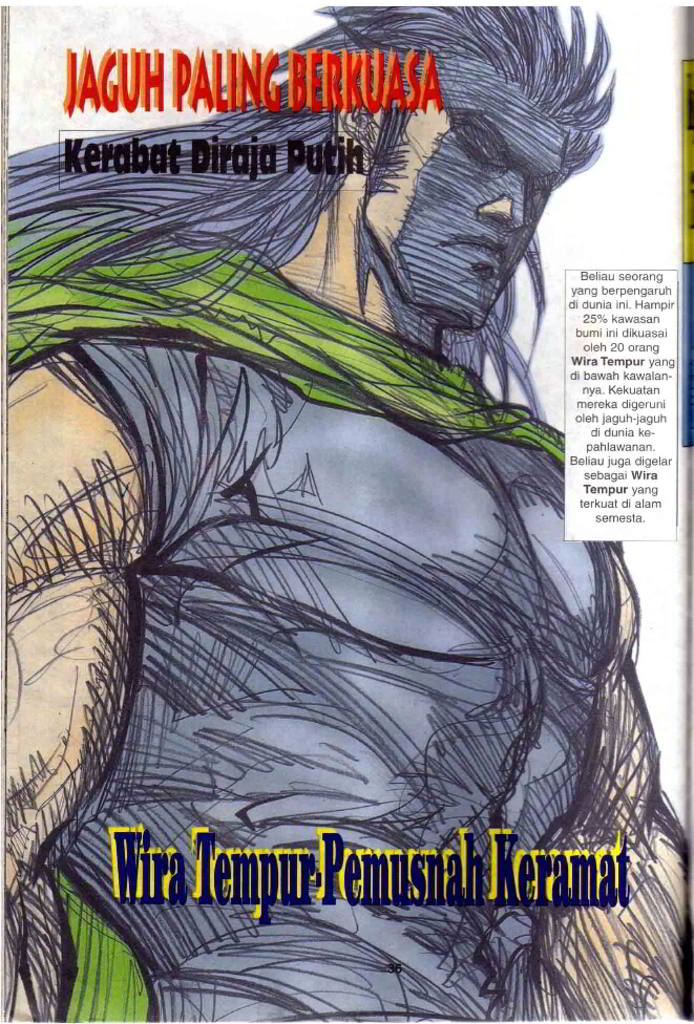 JAGUH PALING BERKUASA
Kerabat Diraja Putih
Beliau seorang
yang berpengaruh
di dunia ini. Hampir
25% kawasan
bumi ini dikuasai
oleh 20 orang
Wira Tempur yang
di bawah kawalan-
nya. Kekuatan
mereka digeruni
oleh jaguh-jaguh
di dunia ke-
pahlawanan.
Beliau juga digelar
sebagai Wira
Tempur yang
terkuat di alam
semesta.
Wira Tempur-Pemusnah Keramat
36